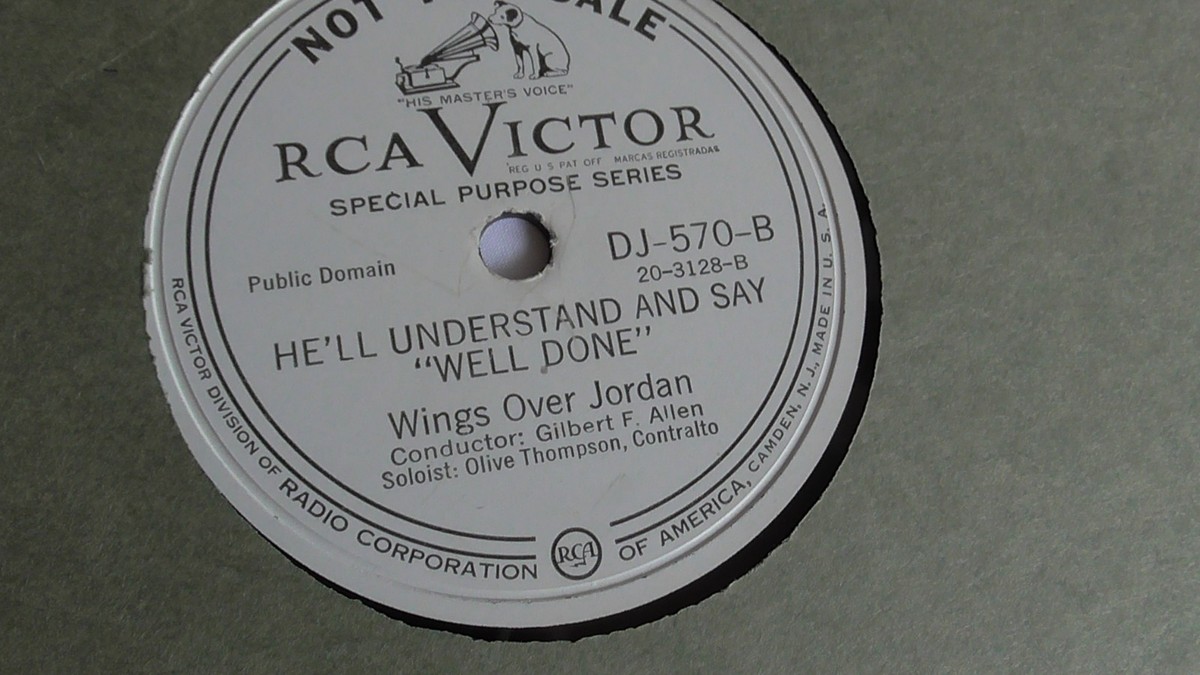 NOT
SALE
"HIS MASTER'S VOICE"
RCA VICTOR
REG U S PAT OFF MARCAS REGISTRADAS
SPECIAL PURPOSE SERIES
DJ-570-B
20-3128-B
Public Domain
HE'LL UNDERSTAND AND SAY
"WELL DONE"
Wings Over Jordan
Conductor: Gilbert F. Allen
Soloist: Olive Thompson, Contralto
RCA VICTOR DIVISION OF RADIO CORPORATION
RCA
OF AMERICA, CAMDEN, N. J., MADE IN U. S. A.